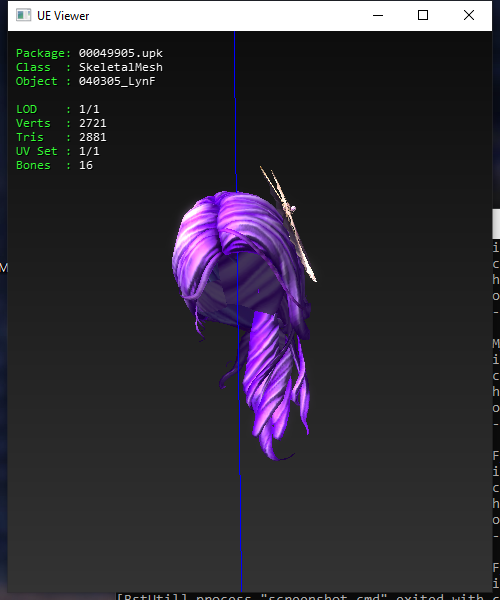 UE Viewer
Package: 00049905.upk
Class : SkeletalMesh
Object : 040305_LynF
LOD : 1/1
Verts : 2721
Tris : 2881
UV Set : 1/1
Bones : 16
M
i
c
h
o
-
M
i
c
h
o
-
F
i
c
h
o
-
F
i
[BstUtil] process "screenshot.cmd" exited with c